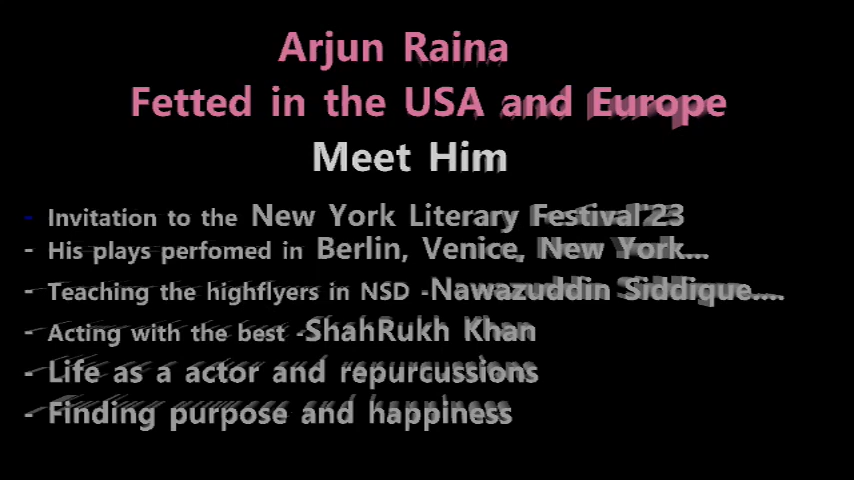 Arjun Raina
Fetted in the USA and Europe
Meet Him
- Invitation to the New York Literary Festival'23
- His plays perfomed in Berlin, Venice, New York...
- Teaching the highflyers in NSD -Nawazuddin Siddique....
- Acting with the best -ShahRukh Khan
- Life as a actor and repurcussions
- Finding purpose and happiness